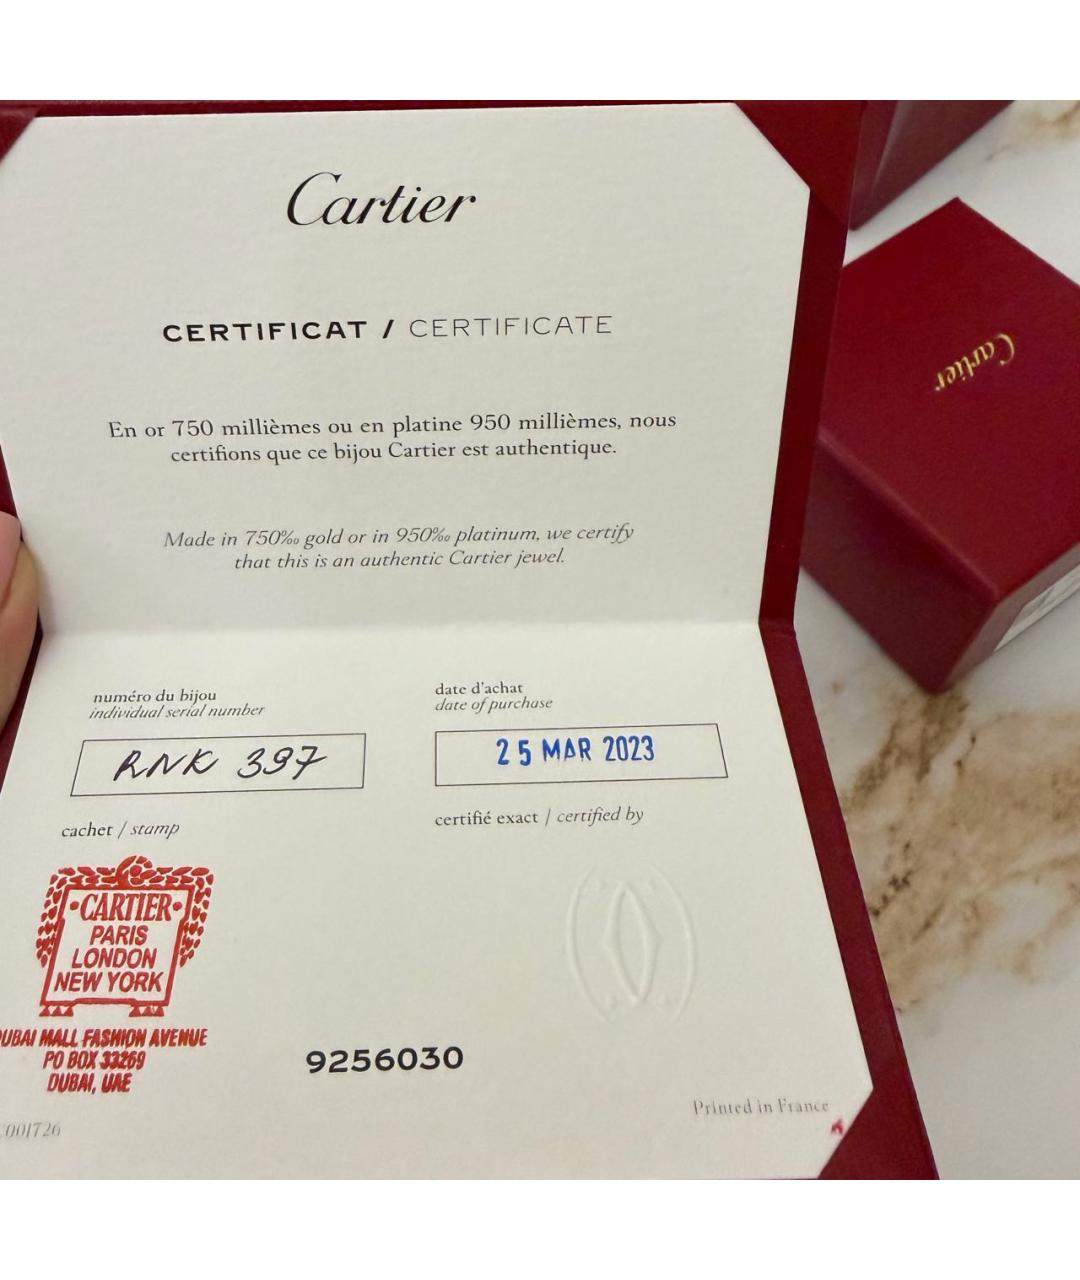 Cartier
CERTIFICAT / CERTIFICATE
En or 750 millièmes ou en platine 950 millièmes, nous
certifions que ce bijou Cartier est authentique.
Made in 750‰ gold or in 950‰ platinum, we certify
that this is an authentic Cartier jewel.
numéro du bijou
individual serial number
RNK 397
date d'achat
date of purchase
25 MAR 2023
cachet / stamp
certifié exact / certified by
CARTIER
PARIS
LONDON
NEW YORK
MALL FASHION AVENUE
PO BOX 33269
DUBAI, UAE
9256030
Printed in France
001726
Cartier